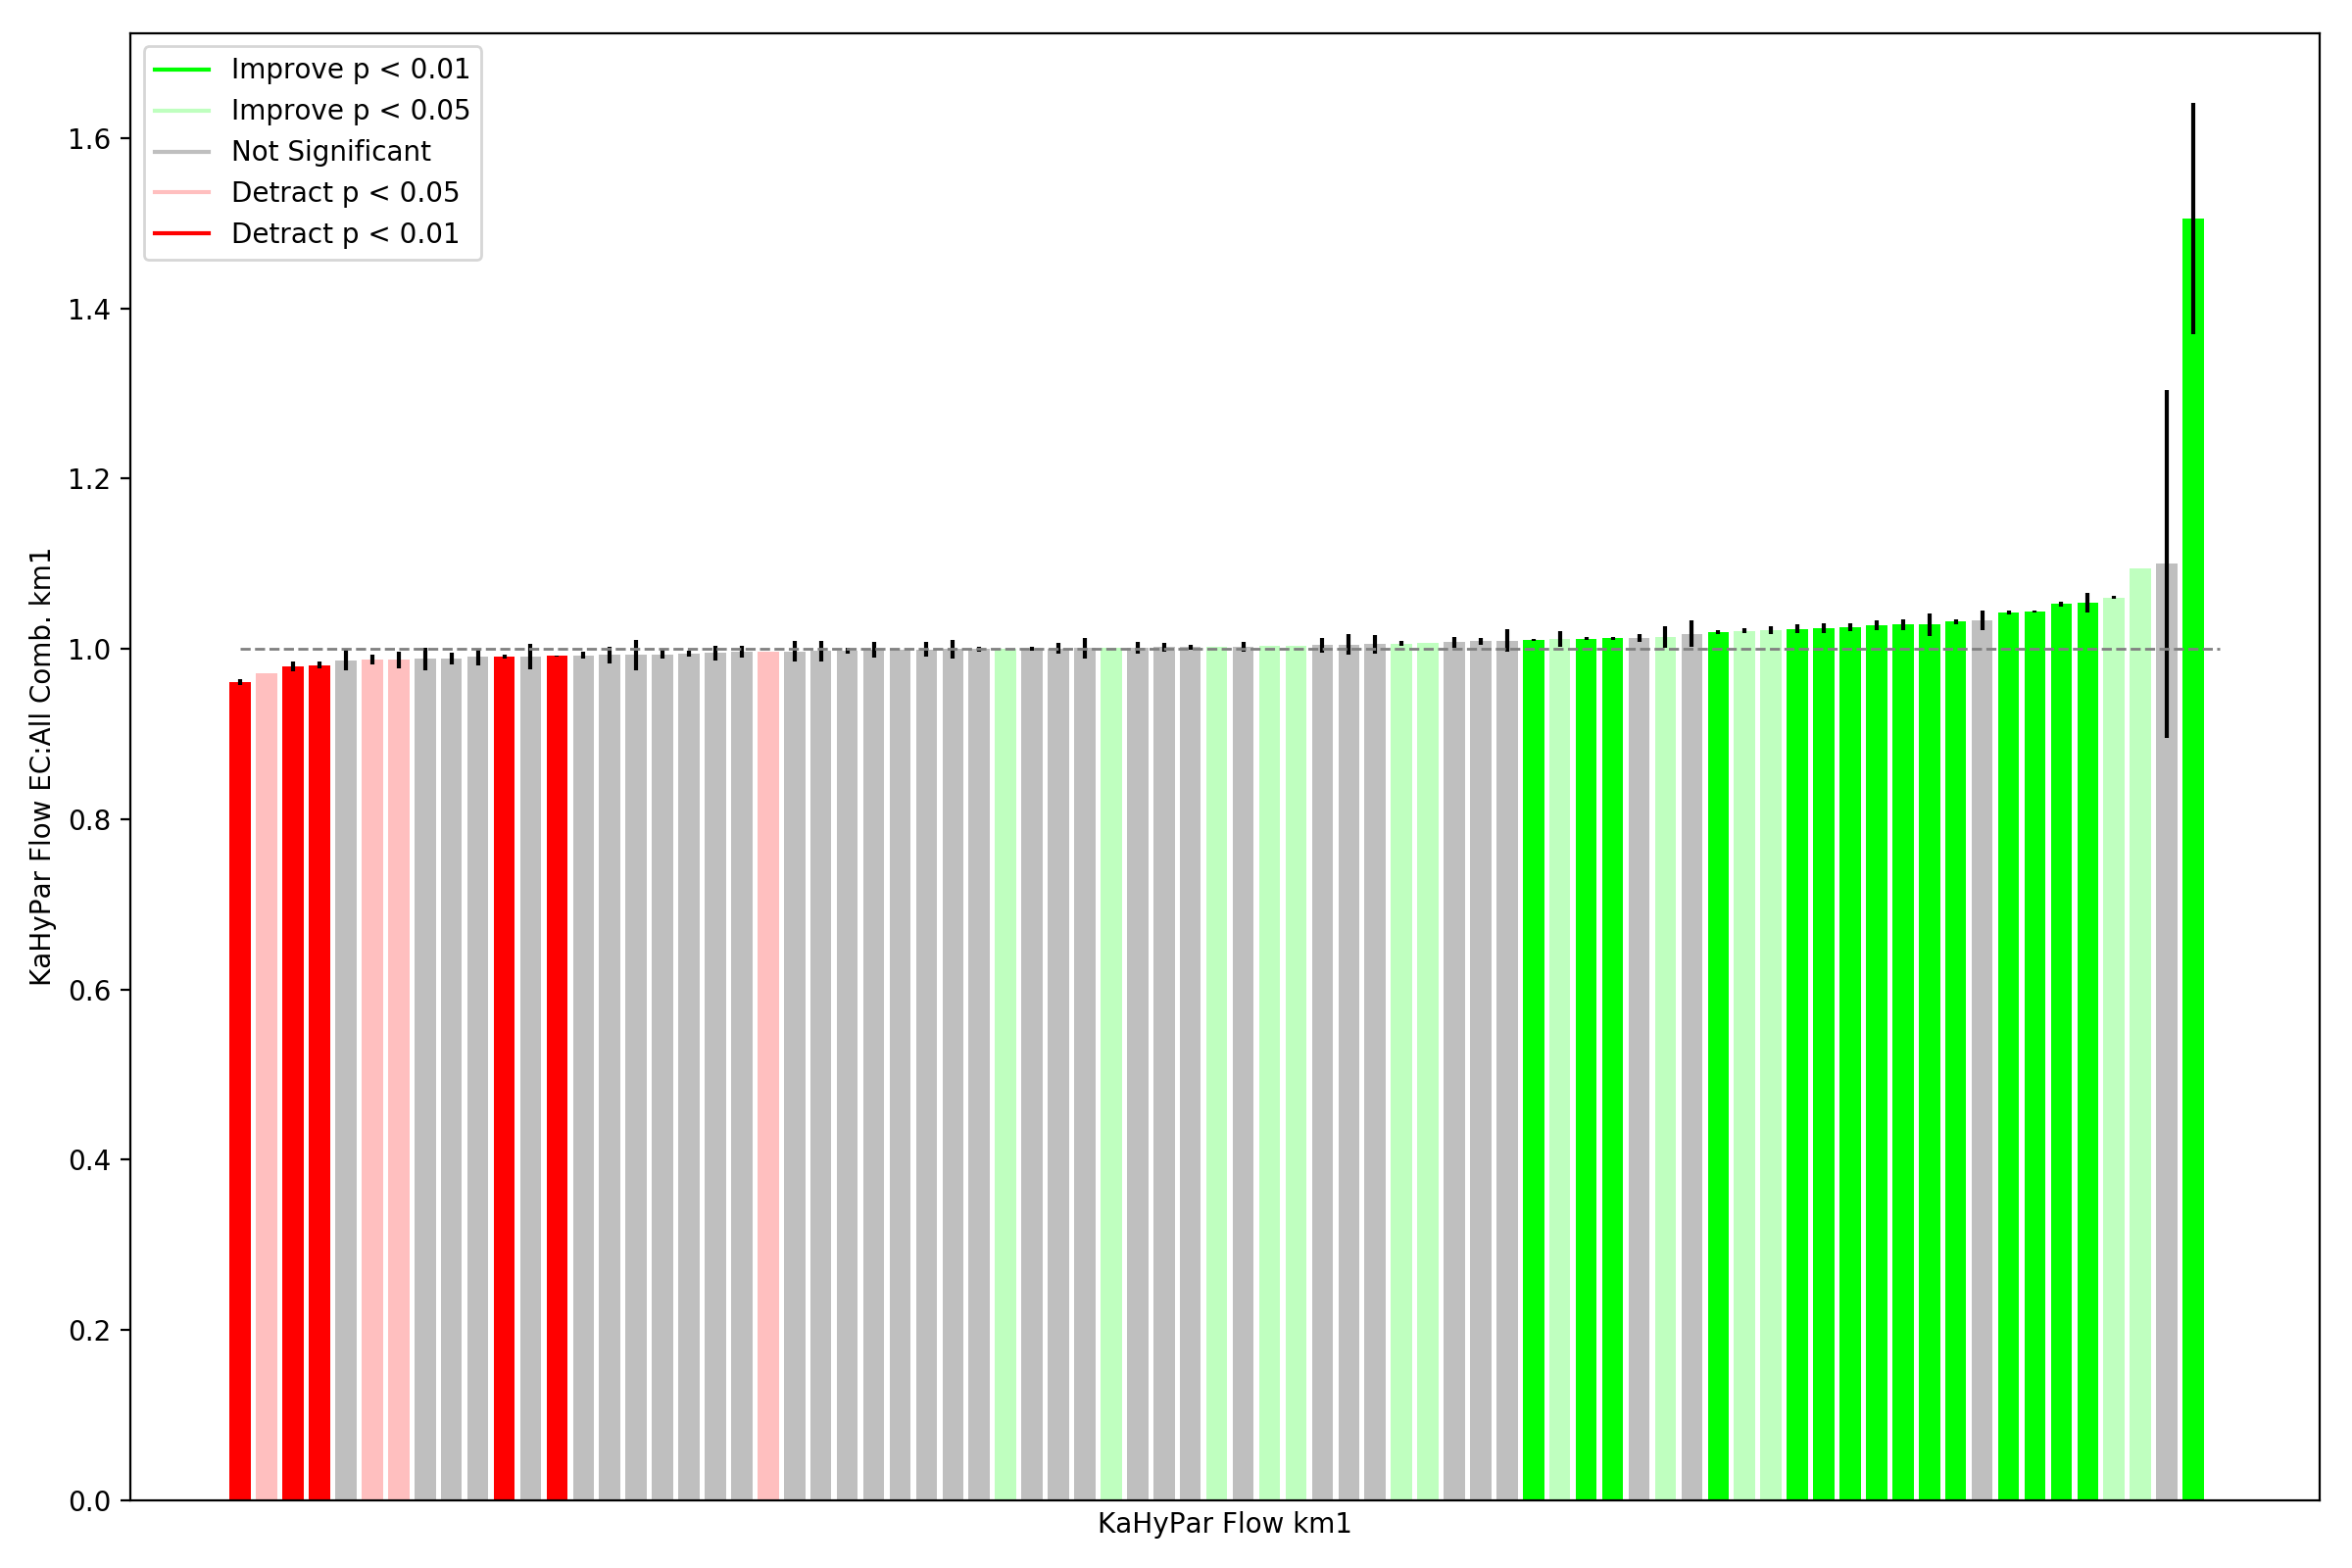 Improve p < 0.01
Improve p < 0.05
Not Significant
Detract p < 0.05
Detract p < 0.01
1.6
1.4
1.2
1.0
0.8
0.6
0.4
0.2
0.0
KaHyPar Flow EC:All Comb. km1
KaHyPar Flow km1